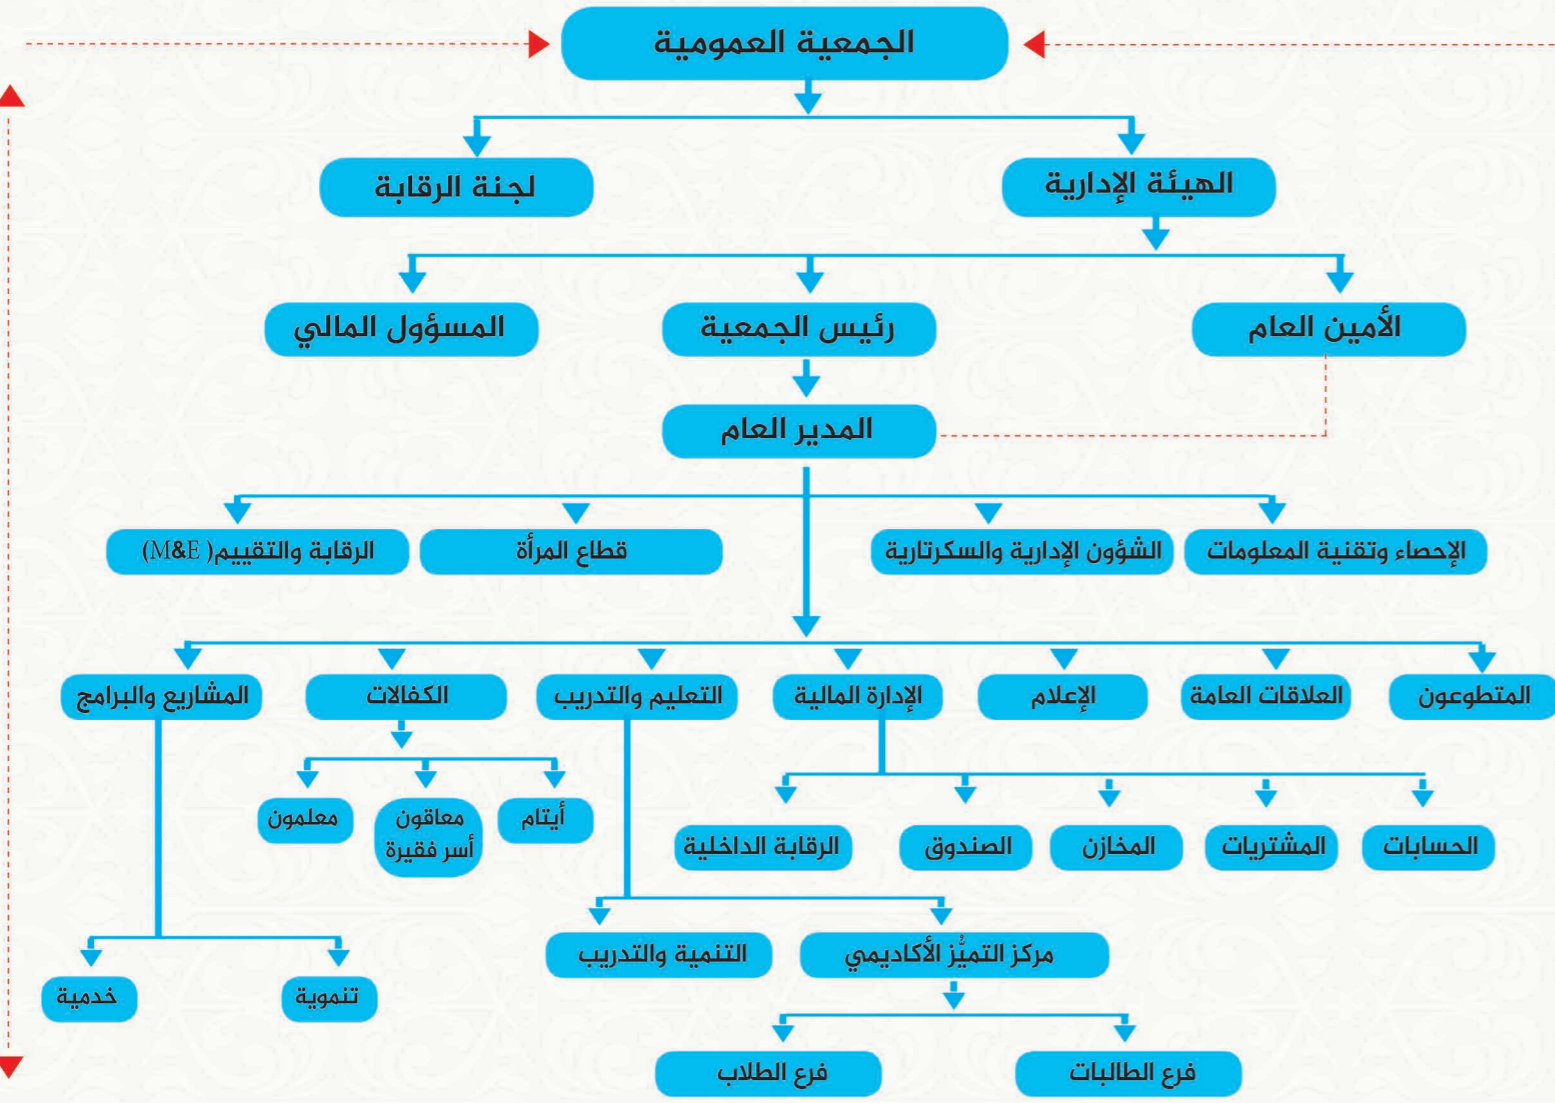 الجمعية العمومية
الهيئة الإدارية
لجنة الرقابة
الأمين العام
رئيس الجمعية
المسؤول المالي
المدير العام
الإحصاء وتقنية المعلومات
الشؤون الإدارية والسكرتارية
قطاع المرأة
الرقابة والتقييم( M&E)
المتطوعون
العلاقات العامة
الإعلام
الإدارة المالية
التعليم والتدريب
الكفالات
المشاريع والبرامج
أيتام
معاقون
أسر فقيرة
معلمون
الحسابات
المشتريات
المخازن
الصندوق
الرقابة الداخلية
مركز التميُّز الأكاديمي
التنمية والتدريب
تنموية
خدمية
فرع الطالبات
فرع الطلاب